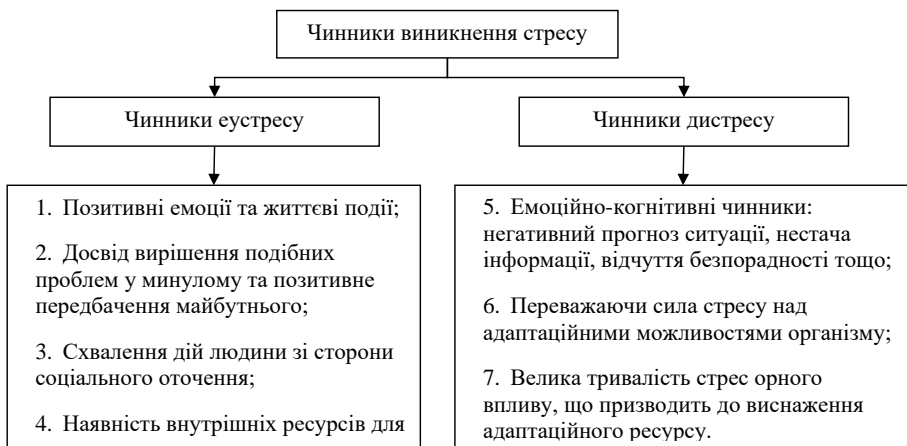 Чинники виникнення стресу
Чинники еустресу
Чинники дистресу
1. Позитивні емоції та життєві події;
2. Досвід вирішення подібних
проблем у минулому та позитивне
передбачення майбутнього;
3. Схвалення дій людини зі сторони
соціального оточення;
4. Наявність внутрішніх ресурсів для
5. Емоційно-когнітивні чинники:
негативний прогноз ситуації, нестача
інформації, відчуття безпорадності тощо;
6. Переважаючи сила стресу над
адаптаційними можливостями організму;
7. Велика тривалість стрес орного
впливу, що призводить до виснаження
адаптаційного ресурсу.